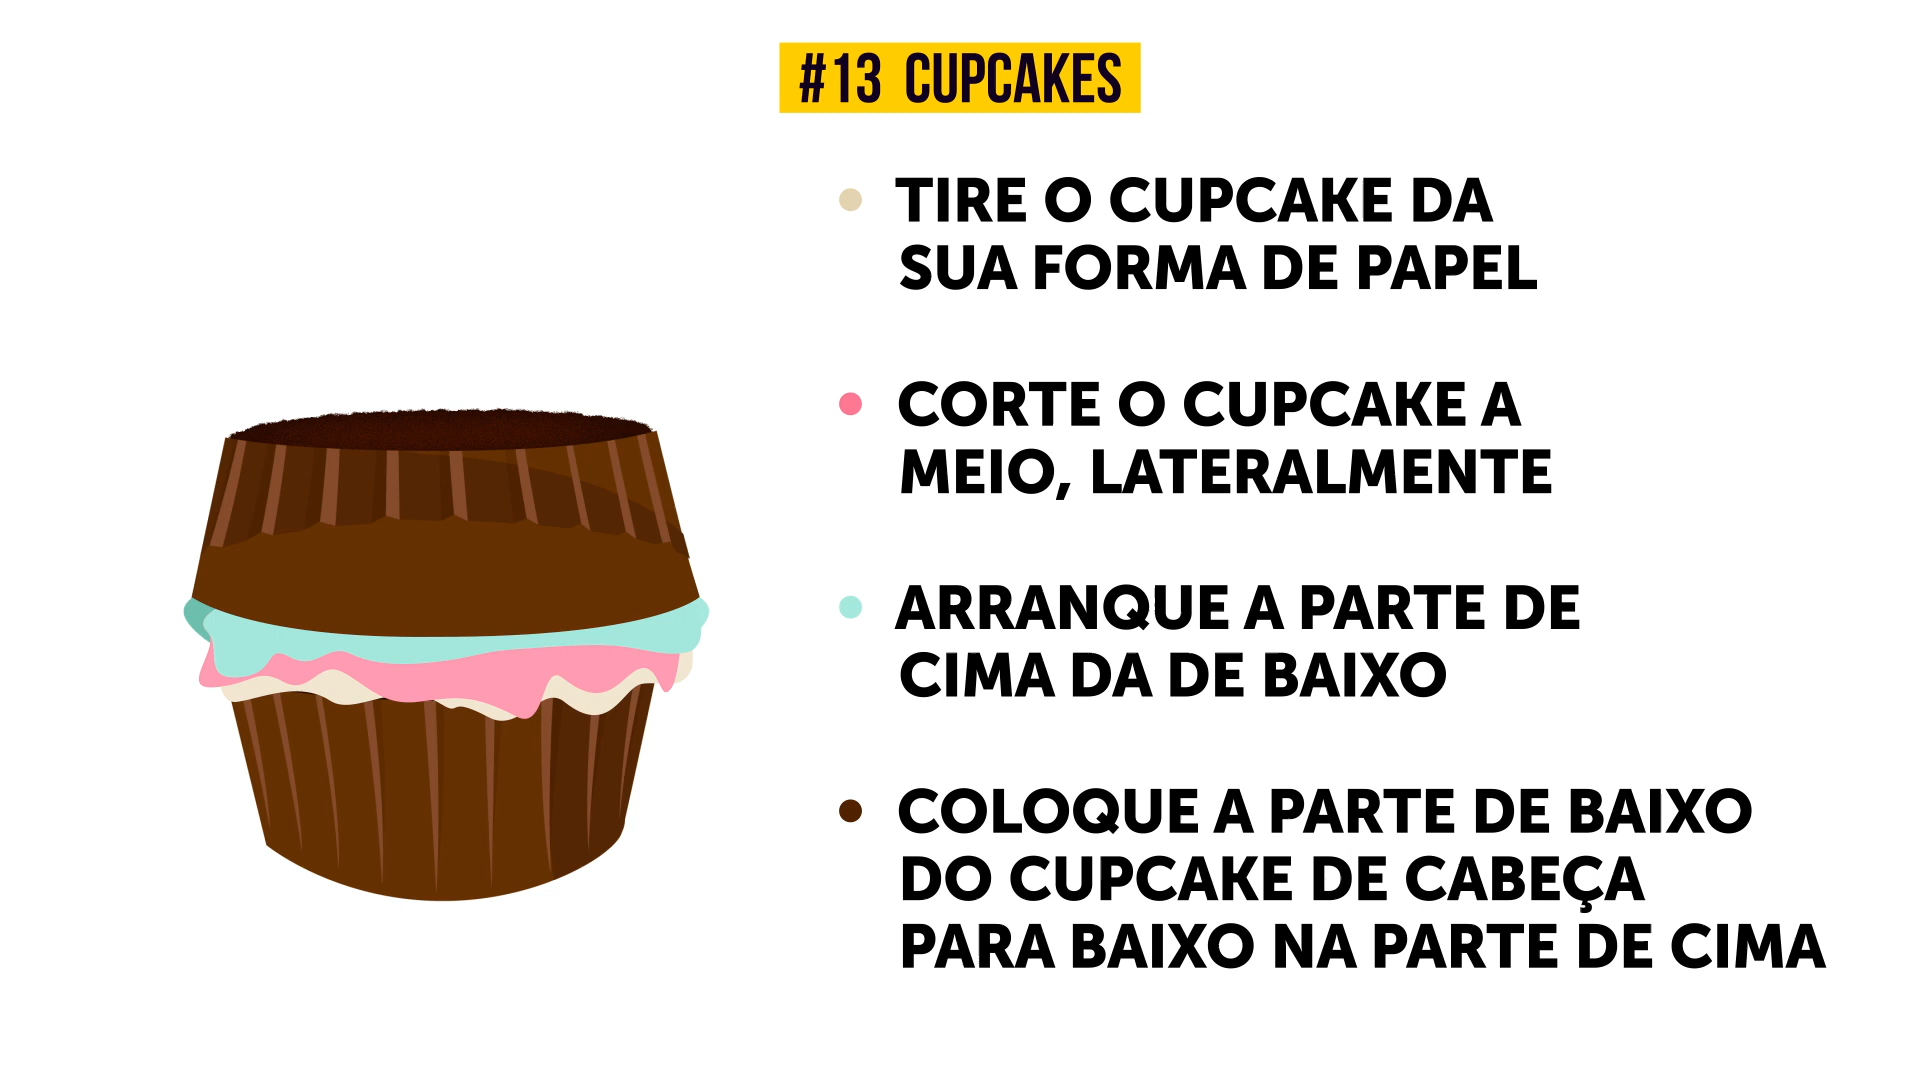 #13 CUPCAKES
TIRE O CUPCAKE DA
SUA FORMA DE PAPEL
CORTE O CUPCAKE A
MEIO, LATERALMENTE
ARRANQUE A PARTE DE
CIMA DA DE BAIXO
COLOQUE A PARTE DE BAIXO
DO CUPCAKE DE CABEÇA
PARA BAIXO NA PARTE DE CIMA